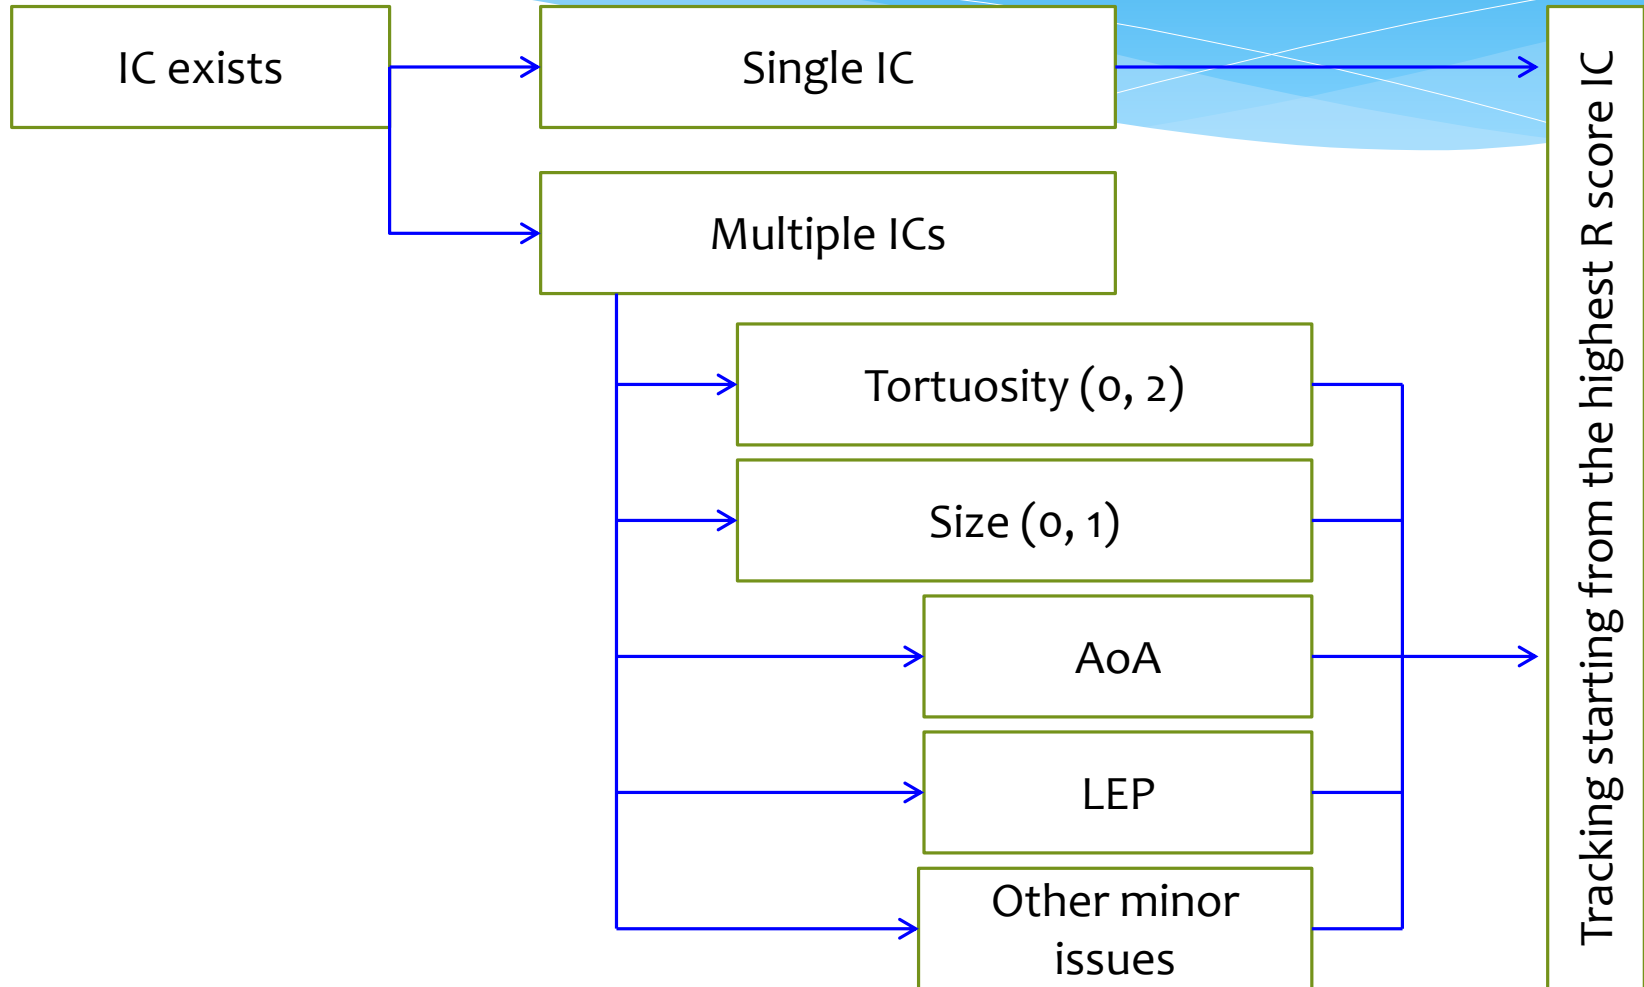 IC exists
Single IC
Multiple ICs
Tortuosity (0, 2)
Size (0, 1)
AoA
LEP
Other minor
issues
Tracking starting from the highest R score IC